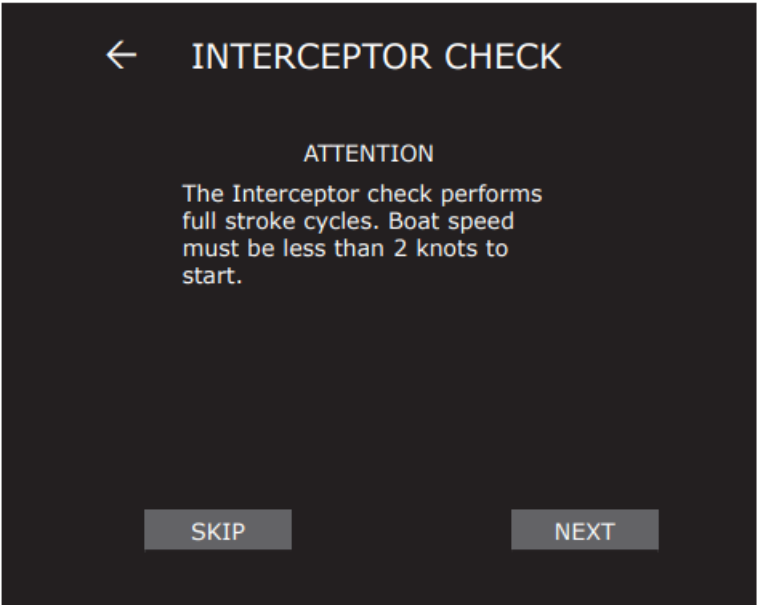 ← INTERCEPTOR CHECK
ATTENTION
The Interceptor check performs
full stroke cycles. Boat speed
must be less than 2 knots to
start.
SKIP
NEXT